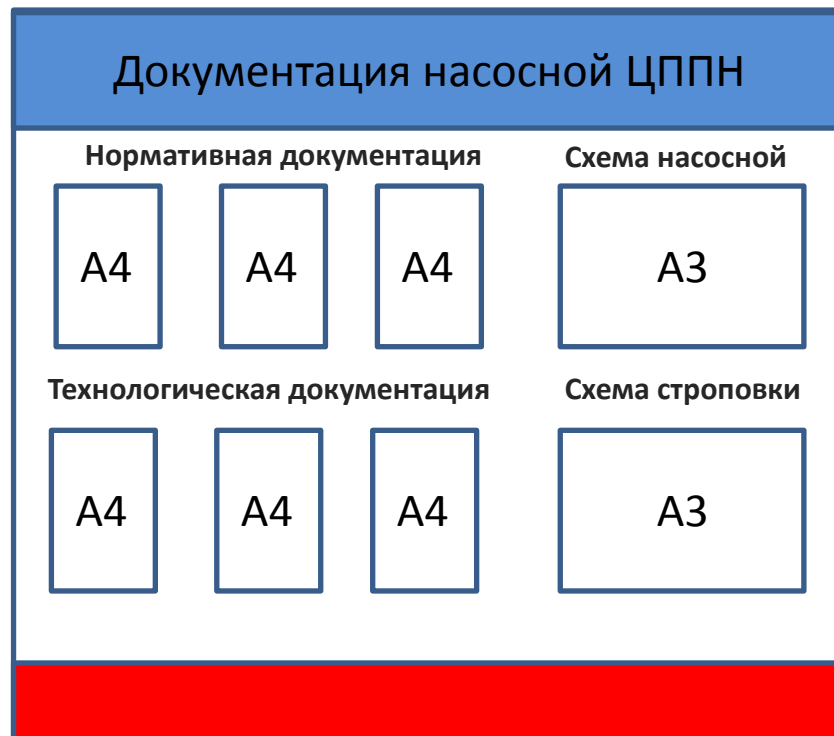 Документация насосной ЦППН
Нормативная документация
Схема насосной
А4
А4
А4
А3
Технологическая документация
Схема строповки
А4
А4
А4
А3